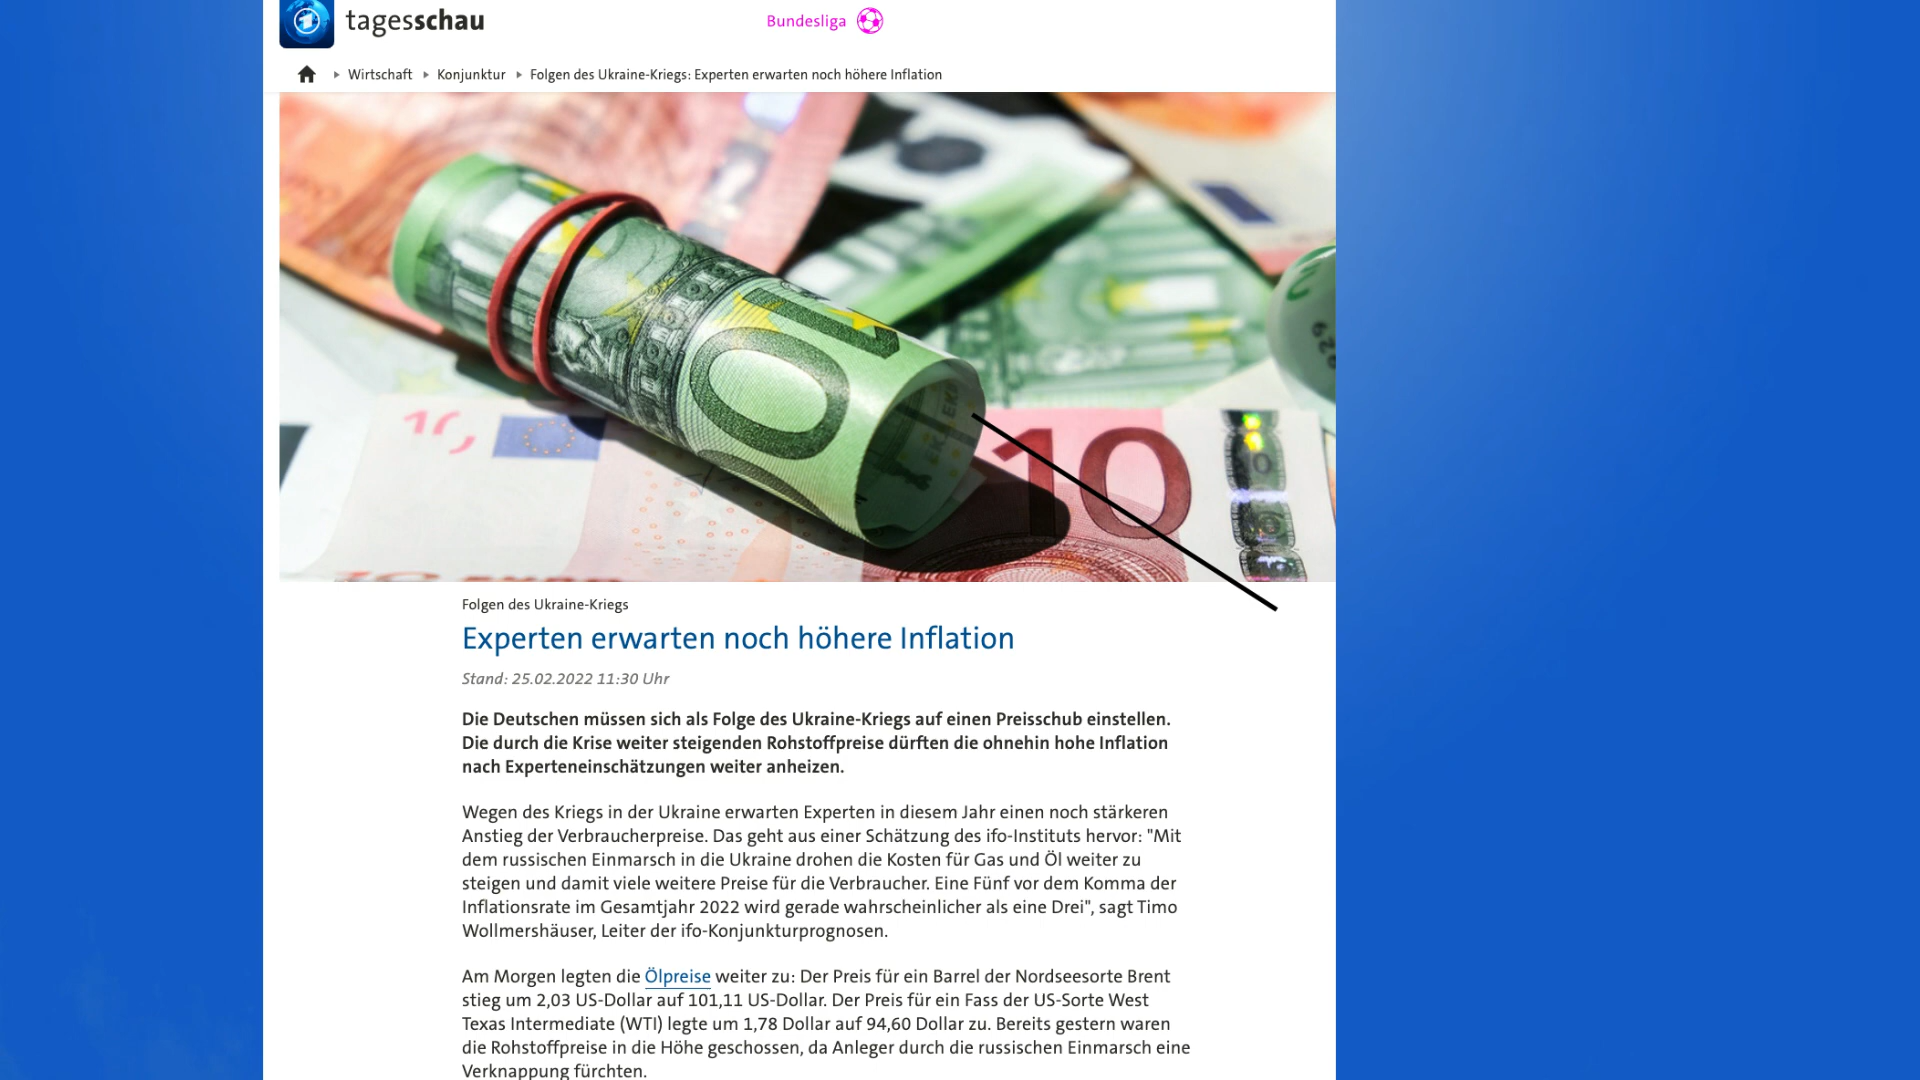 tagesschau
Bundesliga
Wirtschaft
Konjunktur
Folgen des Ukraine-Kriegs: Experten erwarten noch höhere Inflation
10
10
10
Folgen des Ukraine-Kriegs
Experten erwarten noch höhere Inflation
Stand: 25.02.2022 11:30 Uhr
Die Deutschen müssen sich als Folge des Ukraine-Kriegs auf einen Preisschub einstellen.
Die durch die Krise weiter steigenden Rohstoffpreise dürften die ohnehin hohe Inflation
nach Experteneinschätzungen weiter anheizen.
Wegen des Kriegs in der Ukraine erwarten Experten in diesem Jahr einen noch stärkeren
Anstieg der Verbraucherpreise. Das geht aus einer Schätzung des ifo-Instituts hervor: "Mit
dem russischen Einmarsch in die Ukraine drohen die Kosten für Gas und Öl weiter zu
steigen und damit viele weitere Preise für die Verbraucher. Eine Fünf vor dem Komma der
Inflationsrate im Gesamtjahr 2022 wird gerade wahrscheinlicher als eine Drei", sagt Timo
Wollmershäuser, Leiter der ifo-Konjunkturprognosen.
Am Morgen legten die Ölpreise weiter zu: Der Preis für ein Barrel der Nordseesorte Brent
stieg um 2,03 US-Dollar auf 101,11 US-Dollar. Der Preis für ein Fass der US-Sorte West
Texas Intermediate (WTI) legte um 1,78 Dollar auf 94,60 Dollar zu. Bereits gestern waren
die Rohstoffpreise in die Höhe geschossen, da Anleger durch die russischen Einmarsch eine
Verknappung fürchten.